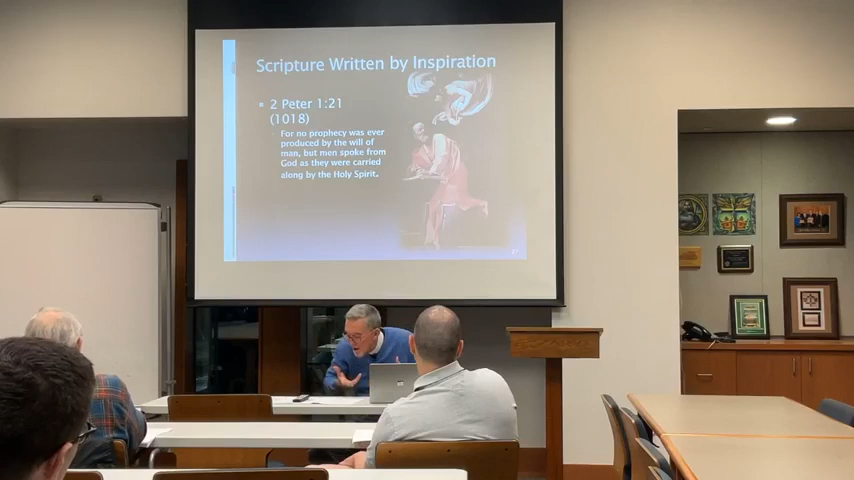 Scripture Written by Inspiration
2 Peter 1:21
(1018)
For no prophecy was ever
produced by the will of
man, but men spoke from
God as they were carried
along by the Holy Spirit.
27